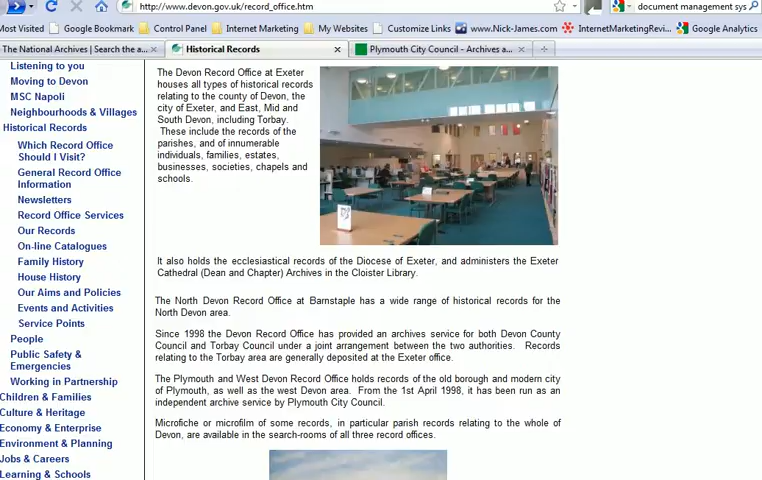 http://www.devon.gov.uk/record_office.htm
document management sys
Most Visited Google Bookmark Control Panel Internet Marketing My Websites Customize Links www.Nick-James.com InternetMarketingRevi... Google Analytics
The National Archives | Search the a...
Historical Records
Plymouth City Council - Archives a...
Listening to you
Moving to Devon
MSC Napoli
Neighbourhoods & Villages
Historical Records
Which Record Office
Should I Visit?
General Record Office
Information
Newsletters
Record Office Services
Our Records
On-line Catalogues
Family History
House History
Our Aims and Policies
Events and Activities
Service Points
People
Public Safety &
Emergencies
Working in Partnership
Children & Families
Culture & Heritage
Economy & Enterprise
Environment & Planning
Jobs & Careers
Learning & Schools
The Devon Record Office at Exeter
houses all types of historical records
relating to the county of Devon, the
city of Exeter, and East, Mid and
South Devon, including Torbay.
These include the records of the
parishes, and of innumerable
individuals, families, estates,
businesses, societies, chapels and
schools.
It also holds the ecclesiastical records of the Diocese of Exeter, and administers the Exeter
Cathedral (Dean and Chapter) Archives in the Cloister Library.
The North Devon Record Office at Barnstaple has a wide range of historical records for the
North Devon area.
Since 1998 the Devon Record Office has provided an archives service for both Devon County
Council and Torbay Council under a joint arrangement between the two authorities. Records
relating to the Torbay area are generally deposited at the Exeter office.
The Plymouth and West Devon Record Office holds records of the old borough and modern city
of Plymouth, as well as the west Devon area. From the 1st April 1998, it has been run as an
independent archive service by Plymouth City Council.
Microfiche or microfilm of some records, in particular parish records relating to the whole of
Devon, are available in the search-rooms of all three record offices.